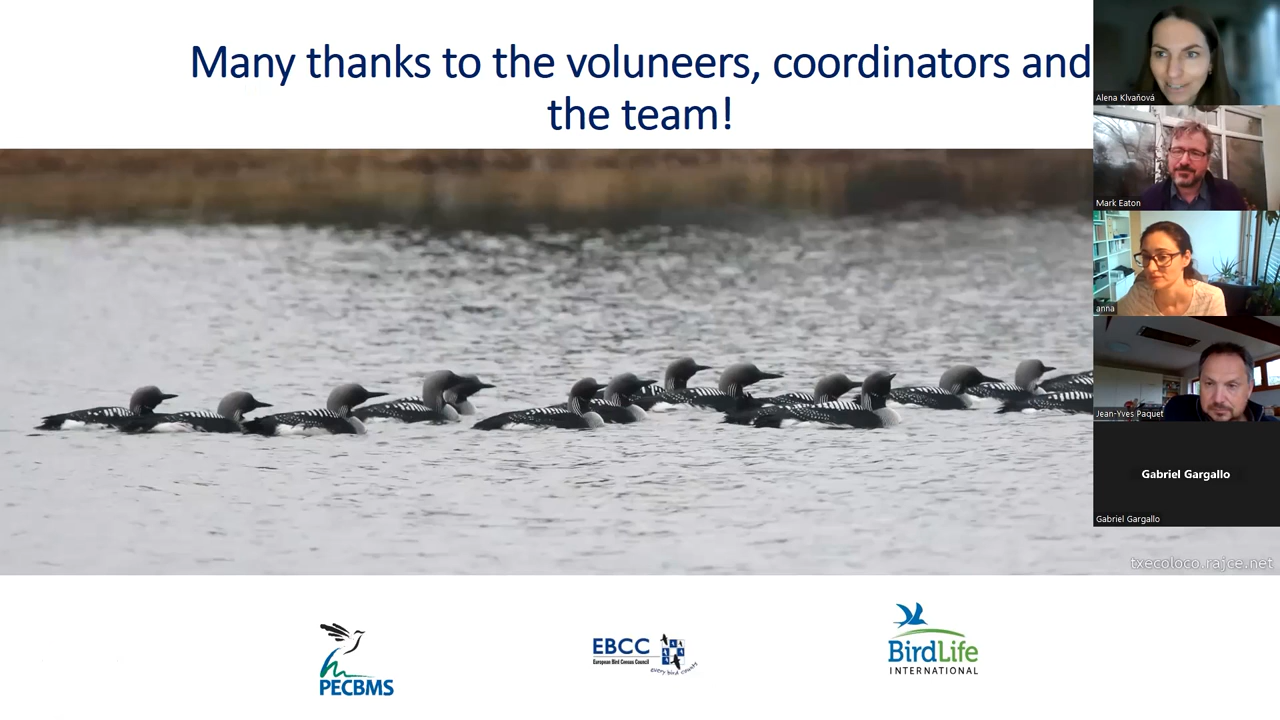 Many thanks to the voluneers, coordinators and
the team!
Alena Klvaňová
Mark Eaton
anna
Jean-Yves Paquet
Gabriel Gargallo
Gabriel Gargallo
txecoloco.rajce.net
PECBMS
EBCC
European Bird Census Council
every bird counts
BirdLife
INTERNATIONAL